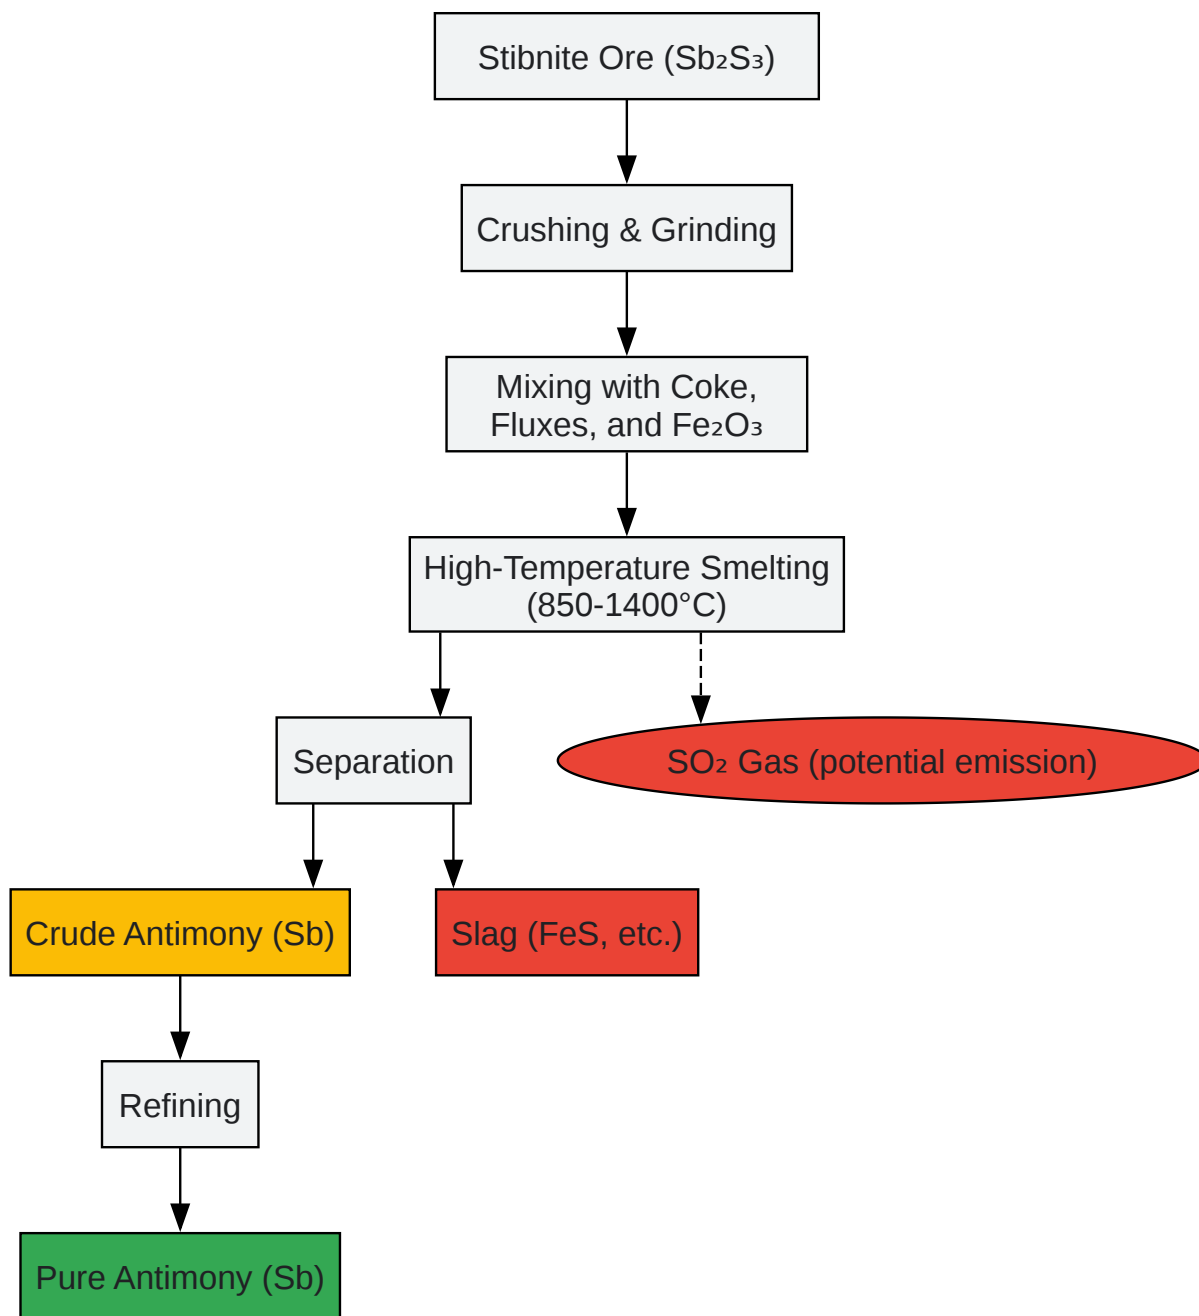 Stibnite Ore (Sb₂S₃)
Crushing & Grinding
Mixing with Coke,
Fluxes, and Fe₂O₃
High-Temperature Smelting
(850-1400°C)
Separation
SO₂ Gas (potential emission)
Crude Antimony (Sb)
Slag (FeS, etc.)
Refining
Pure Antimony (Sb)